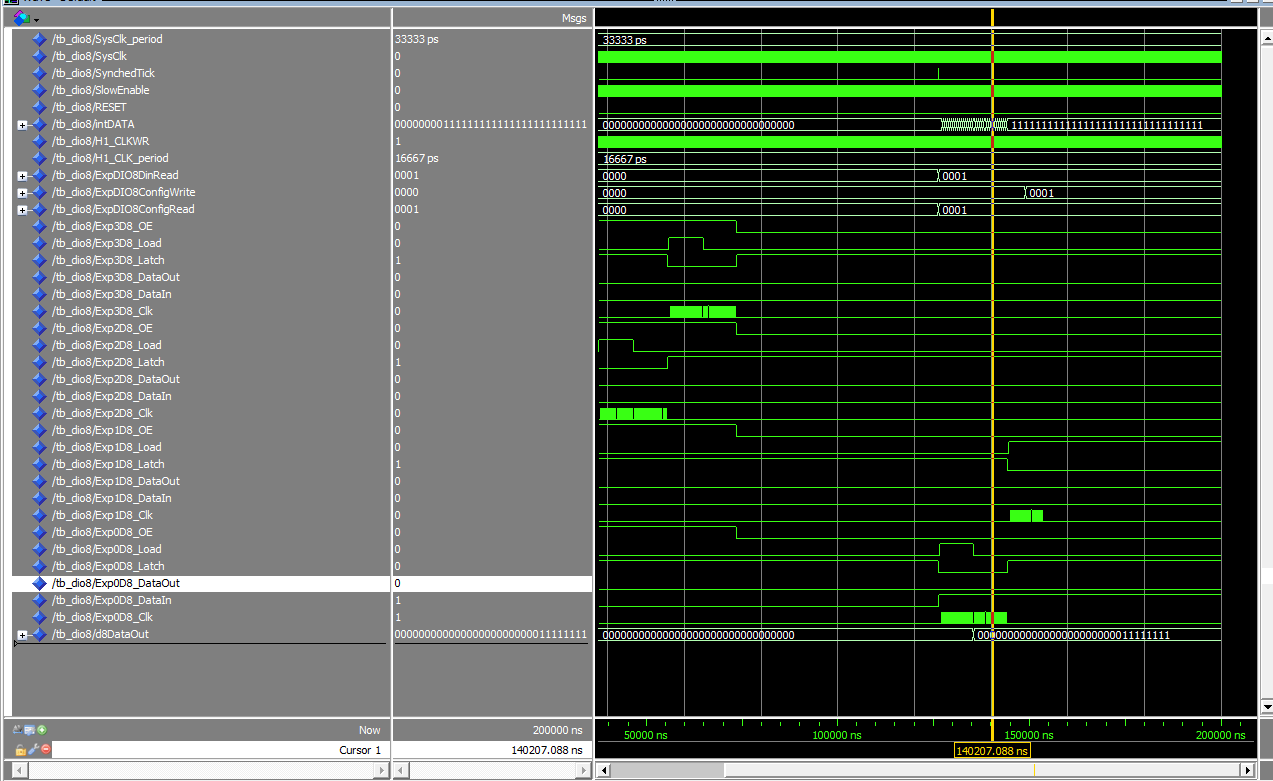 Msgs
/tb_dio8/SysClk_period 33333 ps 33333 ps
/tb_dio8/SysClk 0
/tb_dio8/SynchedTick 0
/tb_dio8/SlowEnable 0
/tb_dio8/RESET 0
/tb_dio8/intDATA 00000000111111111111111111111111 00000000000000000000000000000000 11111111111111111111111111111111
/tb_dio8/H1_CLKWR 1
/tb_dio8/H1_CLK_period 16667 ps 16667 ps
/tb_dio8/ExpDIO8DinRead 0001 0000 0001
/tb_dio8/ExpDIO8ConfigWrite 0000 0000 0001
/tb_dio8/ExpDIO8ConfigRead 0001 0000 0001
/tb_dio8/Exp3D8_OE 0
/tb_dio8/Exp3D8_Load 0
/tb_dio8/Exp3D8_Latch 1
/tb_dio8/Exp3D8_DataOut 0
/tb_dio8/Exp3D8_DataIn 0
/tb_dio8/Exp3D8_Clk 0
/tb_dio8/Exp2D8_OE 0
/tb_dio8/Exp2D8_Load 0
/tb_dio8/Exp2D8_Latch 1
/tb_dio8/Exp2D8_DataOut 0
/tb_dio8/Exp2D8_DataIn 0
/tb_dio8/Exp2D8_Clk 0
/tb_dio8/Exp1D8_OE 0
/tb_dio8/Exp1D8_Load 0
/tb_dio8/Exp1D8_Latch 1
/tb_dio8/Exp1D8_DataOut 0
/tb_dio8/Exp1D8_DataIn 0
/tb_dio8/Exp1D8_Clk 0
/tb_dio8/Exp0D8_OE 0
/tb_dio8/Exp0D8_Load 0
/tb_dio8/Exp0D8_Latch 0
/tb_dio8/Exp0D8_DataOut 0
/tb_dio8/Exp0D8_DataIn 1
/tb_dio8/Exp0D8_Clk 1
/tb_dio8/d8DataOut 00000000000000000000000011111111 00000000000000000000000000000000 00000000000000000000000011111111
Now 200000 ns 50000 ns 100000 ns 150000 ns 200000 ns
Cursor 1 140207.088 ns 140207.088 ns